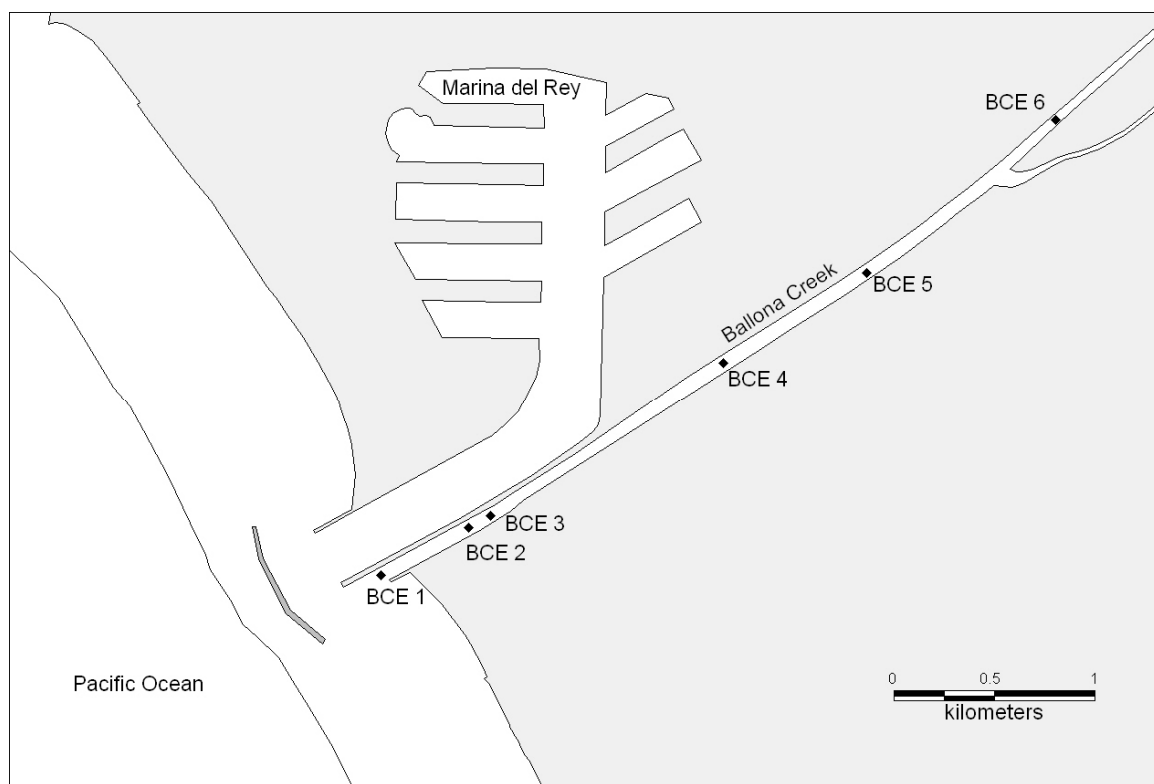 Marina del Rey
BCE 6
Ballona Creek
BCE 5
BCE 4
BCE 3
BCE 2
BCE 1
Pacific Ocean
0 0.5 1
kilometers